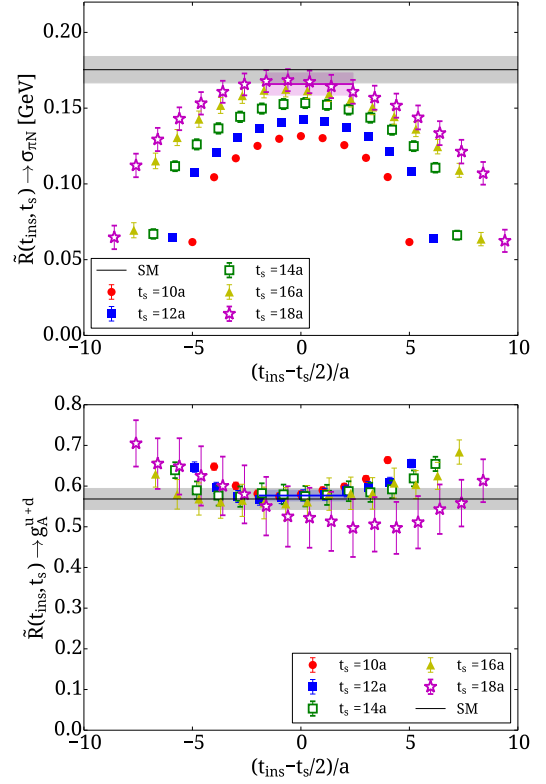 0.20
0.15
0.10
0.05
0.00
R̃(t_ins, t_s) → σ_πN [GeV]
SM
t_s = 10a
t_s = 12a
t_s = 14a
t_s = 16a
t_s = 18a
−10 −5 0 5 10
(t_ins−t_s/2)/a
0.8
0.7
0.6
0.5
0.4
0.3
0.2
0.1
0.0
R̃(t_ins, t_s) → g_A^{u+d}
t_s = 10a
t_s = 12a
t_s = 14a
t_s = 16a
t_s = 18a
SM
−10 −5 0 5 10
(t_ins−t_s/2)/a